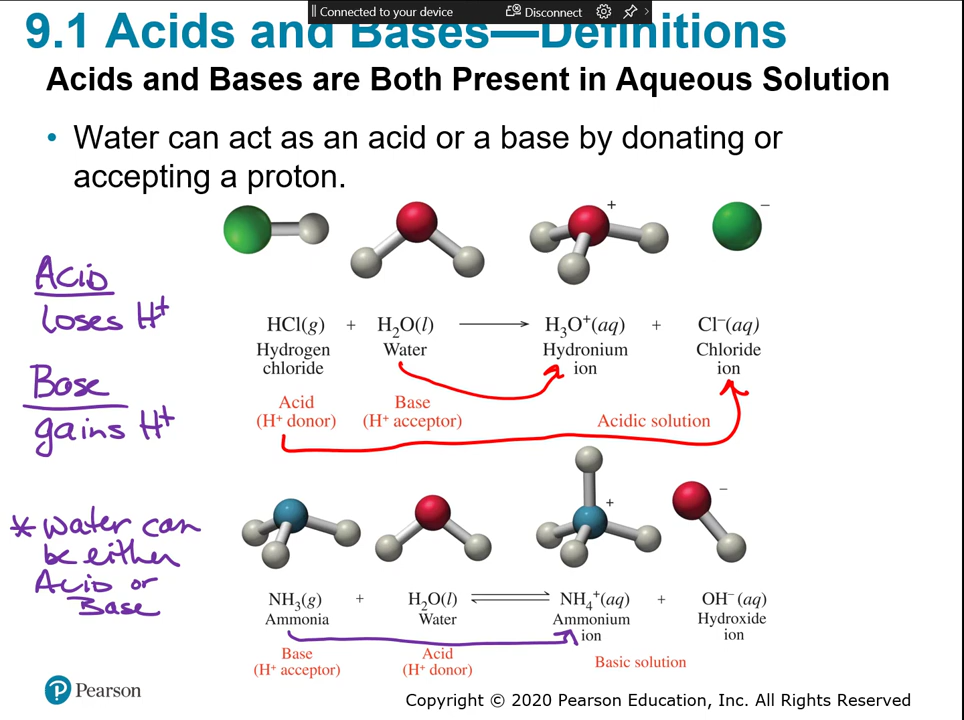 Connected to your device Disconnect
9.1 Acids and Bases—Definitions
Acids and Bases are Both Present in Aqueous Solution
• Water can act as an acid or a base by donating or
accepting a proton.
+ −
Acid
loses H⁺
HCl(g) + H₂O(l) ⟶ H₃O⁺(aq) + Cl⁻(aq)
Hydrogen Water Hydronium Chloride
chloride ion ion
Base
gains H⁺
Acid Base
(H⁺ donor) (H⁺ acceptor) Acidic solution
+ −
* Water can
be either
Acid or
Base
NH₃(g) + H₂O(l) ⇌ NH₄⁺(aq) + OH⁻(aq)
Ammonia Water Ammonium Hydroxide
ion ion
Base Acid
(H⁺ acceptor) (H⁺ donor) Basic solution
P Pearson
Copyright © 2020 Pearson Education, Inc. All Rights Reserved